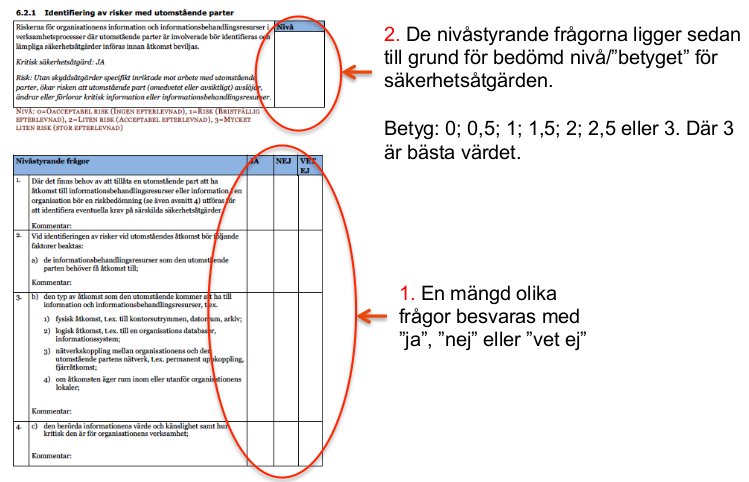 6.2.1 Identifiering av risker med utomstående parter
Riskerna för organisationens information och informationsbehandlingsresurser i
verksamhetsprocesser där utomstående parter är involverade bör identifieras och
lämpliga säkerhetsåtgärder införas innan åtkomst beviljas.
Kritisk säkerhetsåtgärd: JA
Risk: Utan skyddsåtgärder specifikt inriktade mot arbete med utomstående
parter, ökar risken att utomstående part (omedvetet eller avsiktligt) avslöjar,
ändrar eller förlorar kritisk information eller informationsbehandlingsresurser.
Nivå
NIVÅ: 0=OACCEPTABEL RISK (INGEN EFTERLEVNAD), 1=RISK (BRISTFÄLLIG
EFTERLEVNAD), 2=LITEN RISK (ACCEPTABEL EFTERLEVNAD), 3=MYCKET
LITEN RISK (STOR EFTERLEVNAD)
2. De nivåstyrande frågorna ligger sedan
till grund för bedömd nivå/”betyget” för
säkerhetsåtgärden.
Betyg: 0; 0,5; 1; 1,5; 2; 2,5 eller 3. Där 3
är bästa värdet.
Nivåstyrande frågor JA NEJ VET
EJ
1. Där det finns behov av att tillåta en utomstående part att ha
åtkomst till informationsbehandlingsresurser eller information i en
organisation bör en riskbedömning (se även avsnitt 4) utföras för
att identifiera eventuella krav på särskilda säkerhetsåtgärder.
Kommentar:
2. Vid identifieringen av risker vid utomståendes åtkomst bör följande
faktorer beaktas:
a) de informationsbehandlingsresurser som den utomstående
parten behöver få åtkomst till;
Kommentar:
3. b) den typ av åtkomst som den utomstående kommer att ha till
information och informationsbehandlingsresurser, t.ex.
1) fysisk åtkomst, t.ex. till kontorsutrymmen, datorrum, arkiv;
2) logisk åtkomst, t.ex. till en organisations databaser,
informationssystem;
3) nätverkskoppling mellan organisationens och den
utomstående partens nätverk, t.ex. permanent uppkoppling,
fjärråtkomst;
4) om åtkomsten äger rum inom eller utanför organisationens
lokaler;
Kommentar:
4. c) den berörda informationens värde och känslighet samt hur
kritisk den är för organisationens verksamhet;
Kommentar:
1. En mängd olika
frågor besvaras med
”ja”, ”nej” eller ”vet ej”